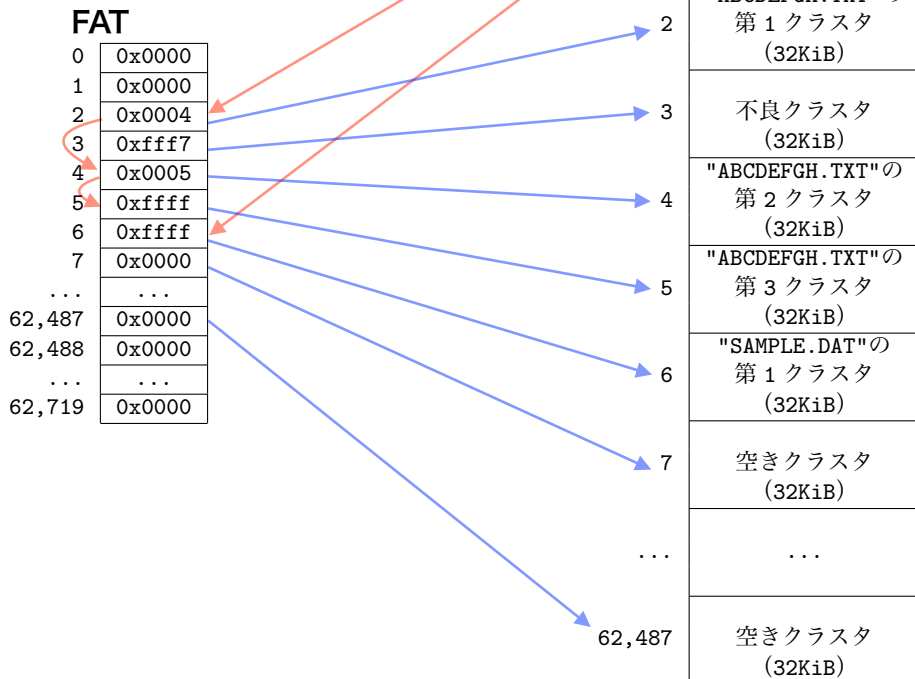 FAT
0 0x0000
1 0x0000
2 0x0004
3 0xfff7
4 0x0005
5 0xffff
6 0xffff
7 0x0000
... ...
62,487 0x0000
62,488 0x0000
... ...
62,719 0x0000
2
第 1 クラスタ
(32KiB)
3
不良クラスタ
(32KiB)
4
"ABCDEFGH.TXT"の
第 2 クラスタ
(32KiB)
5
"ABCDEFGH.TXT"の
第 3 クラスタ
(32KiB)
6
"SAMPLE.DAT"の
第 1 クラスタ
(32KiB)
7
空きクラスタ
(32KiB)
... ...
62,487
空きクラスタ
(32KiB)